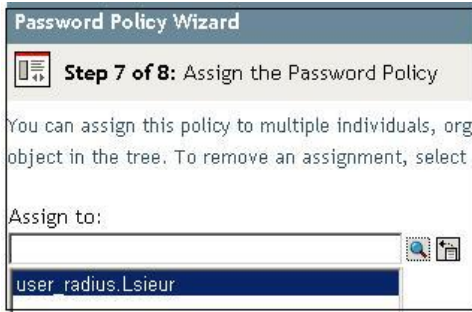 Password Policy Wizard
Step 7 of 8: Assign the Password Policy
You can assign this policy to multiple individuals, org
object in the tree. To remove an assignment, select
Assign to:
user_radius.Lsieur